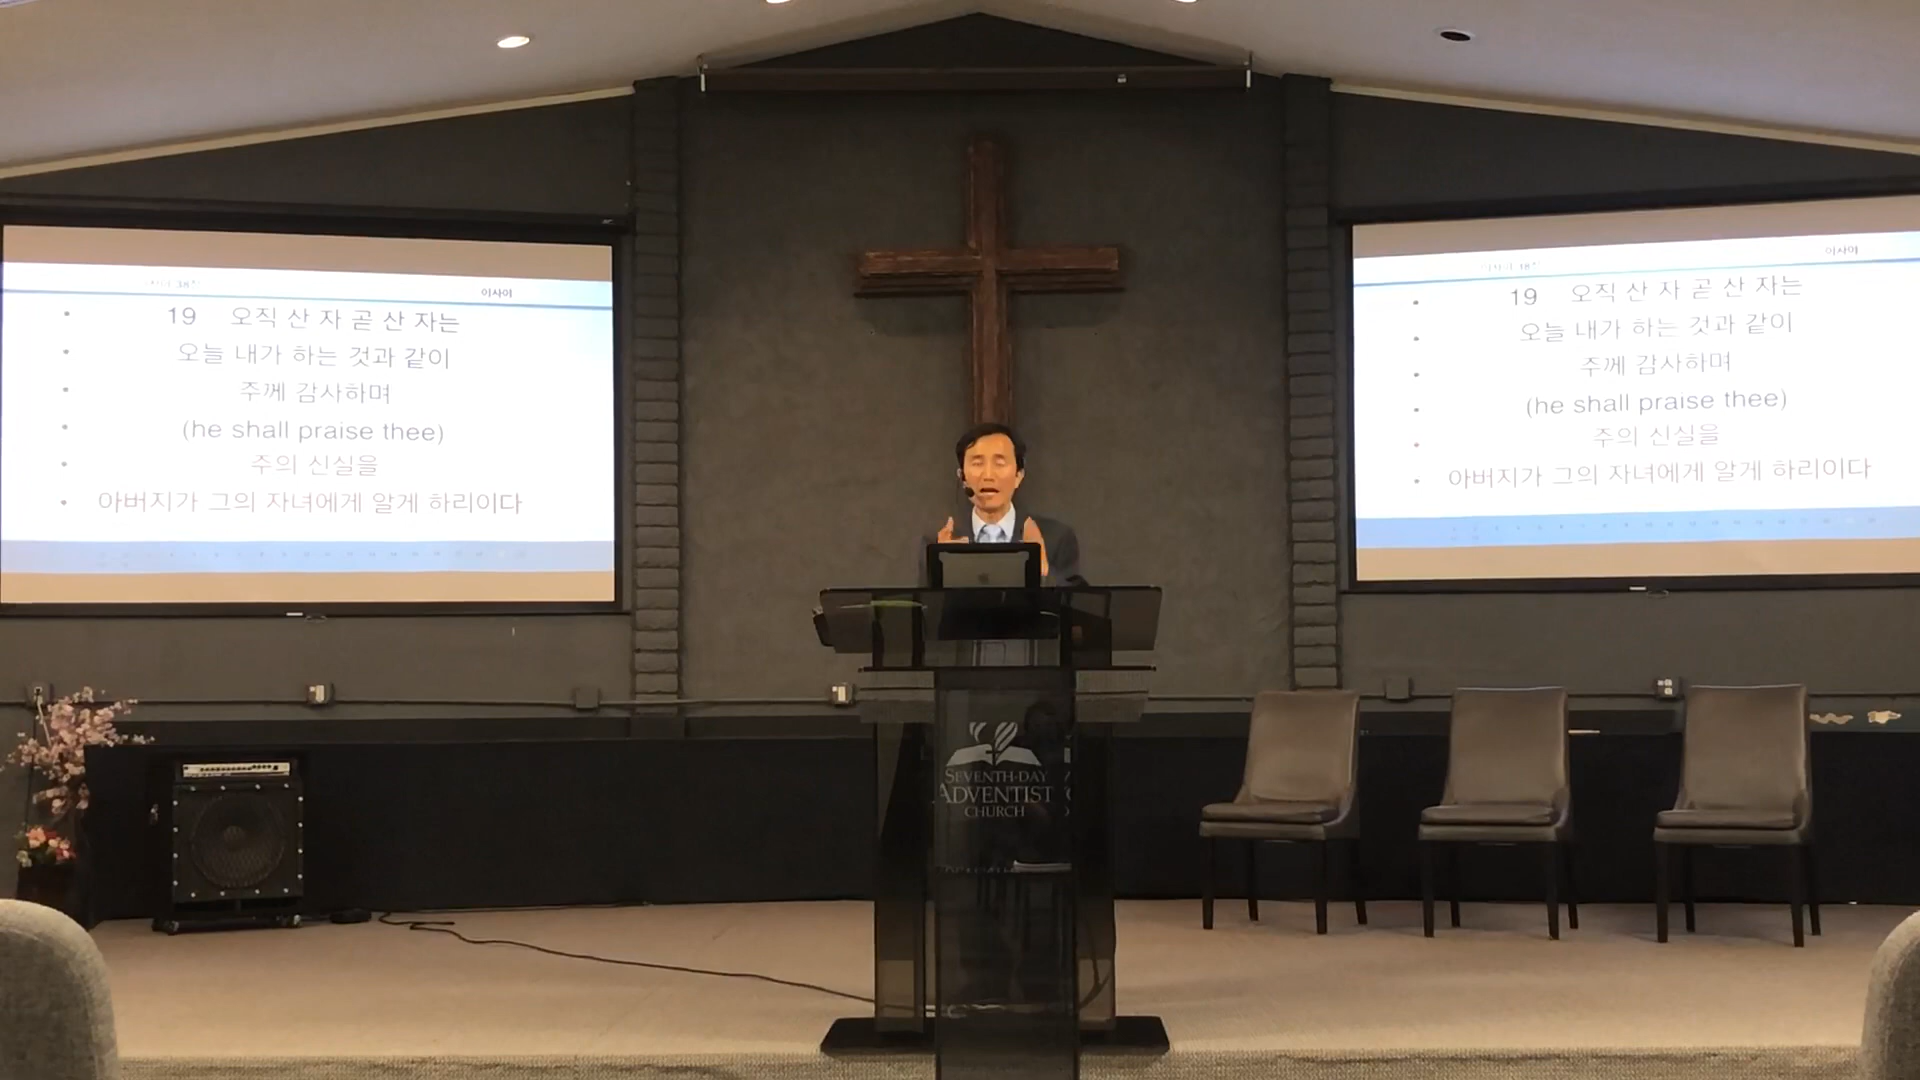 이사야
19 오직 산 자 곧 산 자는
오늘 내가 하는 것과 같이
주께 감사하며
(he shall praise thee)
주의 신실을
아버지가 그의 자녀에게 알게 하리이다
이사야
19 오직 산 자 곧 산 자는
오늘 내가 하는 것과 같이
주께 감사하며
(he shall praise thee)
주의 신실을
아버지가 그의 자녀에게 알게 하리이다
SEVENTH-DAY
ADVENTIST
CHURCH